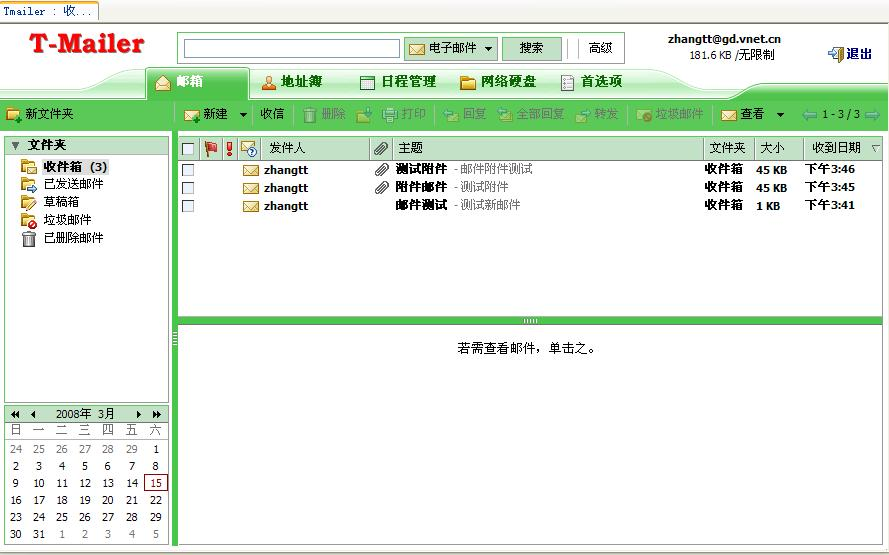 Tmailer : 收...
T-Mailer
电子邮件 搜索 高级
zhangtt@gd.vnet.cn
181.6 KB /无限制
退出
邮箱 地址簿 日程管理 网络硬盘 首选项
新文件夹 新建 收信 删除 打印 回复 全部回复 转发 垃圾邮件 查看 1 - 3 / 3
文件夹
收件箱 (3)
已发送邮件
草稿箱
垃圾邮件
已删除邮件
发件人 主题 文件夹 大小 收到日期
zhangtt 测试附件 - 邮件附件测试 收件箱 45 KB 下午3:46
zhangtt 附件邮件 - 测试附件 收件箱 45 KB 下午3:45
zhangtt 邮件测试 - 测试新邮件 收件箱 1 KB 下午3:41
若需查看邮件，单击之。
2008年 3月
日 一 二 三 四 五 六
24 25 26 27 28 29 1
2 3 4 5 6 7 8
9 10 11 12 13 14 15
16 17 18 19 20 21 22
23 24 25 26 27 28 29
30 31 1 2 3 4 5